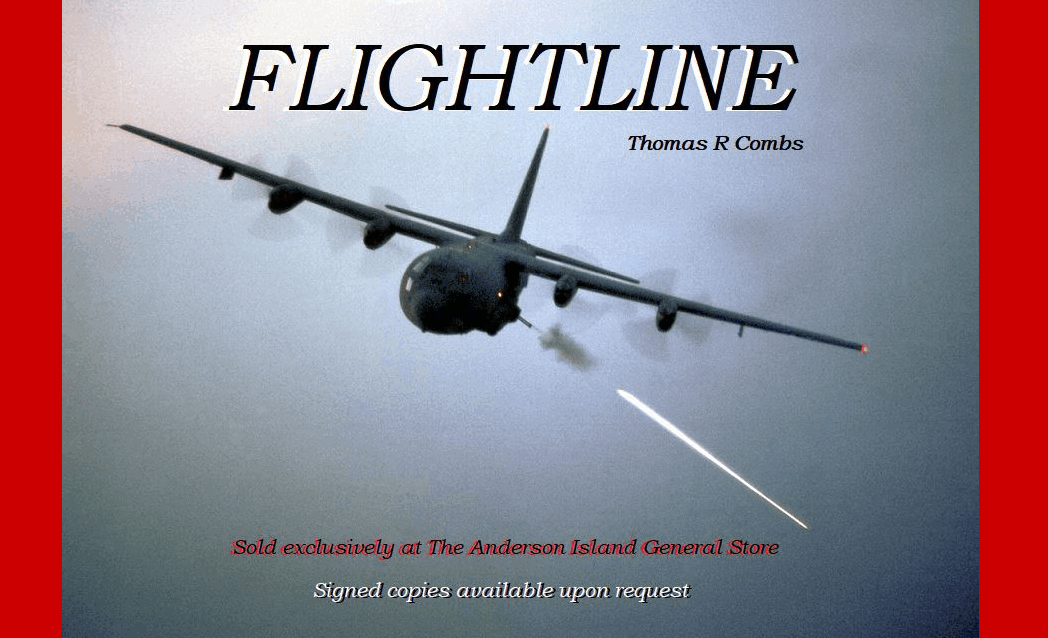 FLIGHTLINE
Thomas R Combs
Sold exclusively at The Anderson Island General Store
Signed copies available upon request